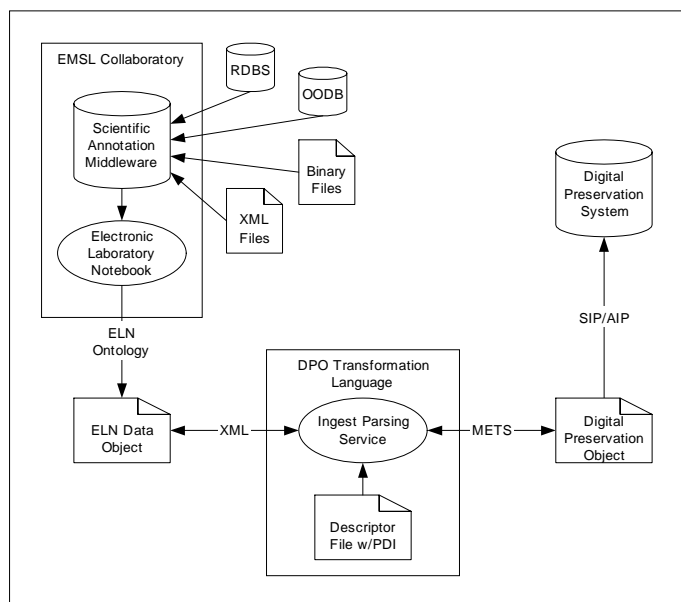 EMSL Collaboratory
RDBS
OODB
Scientific
Annotation
Middleware
Binary
Files
XML
Files
Electronic
Laboratory
Notebook
Digital
Preservation
System
ELN
Ontology
SIP/AIP
DPO Transformation
Language
ELN Data
Object
XML
Ingest Parsing
Service
METS
Digital
Preservation
Object
Descriptor
File w/PDI